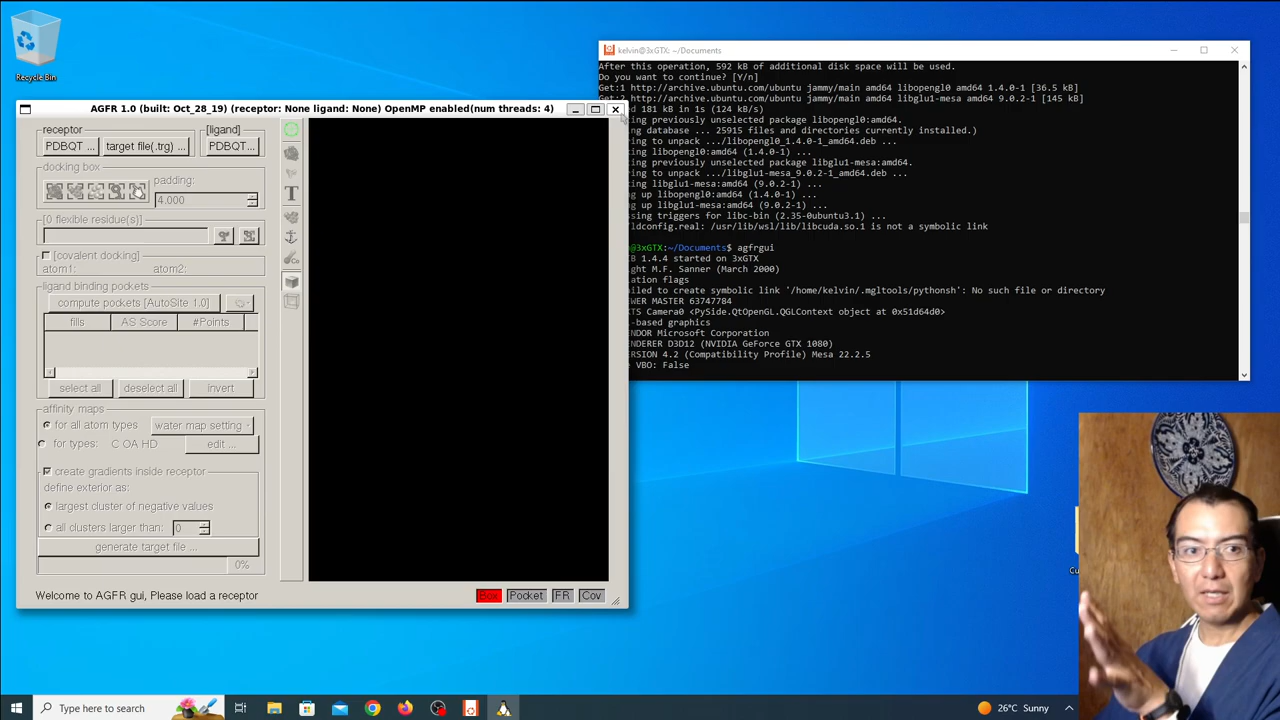 Recycle Bin
kelvin@3xGTX: ~/Documents
After this operation, 592 kB of additional disk space will be used.
Do you want to continue? [Y/n]
Get:1 http://archive.ubuntu.com/ubuntu jammy/main amd64 libopengl0 amd64 1.4.0-1 [36.5 kB]
Get:2 http://archive.ubuntu.com/ubuntu jammy/main amd64 libglu1-mesa amd64 9.0.2-1 [145 kB]
181 kB in 1s (124 kB/s)
ing previously unselected package libopengl0:amd64.
ing database ... 25915 files and directories currently installed.)
ing to unpack .../libopengl0_1.4.0-1_amd64.deb ...
ing libopengl0:amd64 (1.4.0-1) ...
ing previously unselected package libglu1-mesa:amd64.
ing to unpack .../libglu1-mesa_9.0.2-1_amd64.deb ...
ing libglu1-mesa:amd64 (9.0.2-1) ...
ing up libopengl0:amd64 (1.4.0-1) ...
ing up libglu1-mesa:amd64 (9.0.2-1) ...
essing triggers for libc-bin (2.35-0ubuntu3.1) ...
ldconfig.real: /usr/lib/wsl/lib/libcuda.so.1 is not a symbolic link
@3xGTX:~/Documents$ agfrgui
B 1.4.4 started on 3xGTX
ght M.F. Sanner (March 2000)
lation flags
iled to create symbolic link '/home/kelvin/.mgltools/pythonsh': No such file or directory
EWER MASTER 63747784
XTS Camera0 <PySide.QtOpenGL.QGLContext object at 0x51d64d0>
-based graphics
NDOR Microsoft Corporation
ENDERER D3D12 (NVIDIA GeForce GTX 1080)
ERSION 4.2 (Compatibility Profile) Mesa 22.2.5
VBO: False
AGFR 1.0 (built: Oct_28_19) (receptor: None ligand: None) OpenMP enabled(num threads: 4)
receptor
[ligand]
PDBQT ...
target file(.trg) ...
PDBQT...
docking box
padding:
4.000
[0 flexible residue(s)]
[covalent docking]
atom1:
atom2:
ligand binding pockets
compute pockets [AutoSite 1.0]
fills
AS Score
#Points
select all
deselect all
invert
affinity maps
for all atom types
water map setting
for types:
C OA HD
edit ...
create gradients inside receptor
define exterior as:
largest cluster of negative values
all clusters larger than:
0
generate target file ...
0%
Welcome to AGFR gui, Please load a receptor
Box
Pocket
FR
Cov
T
Cu
Type here to search
26°C Sunny